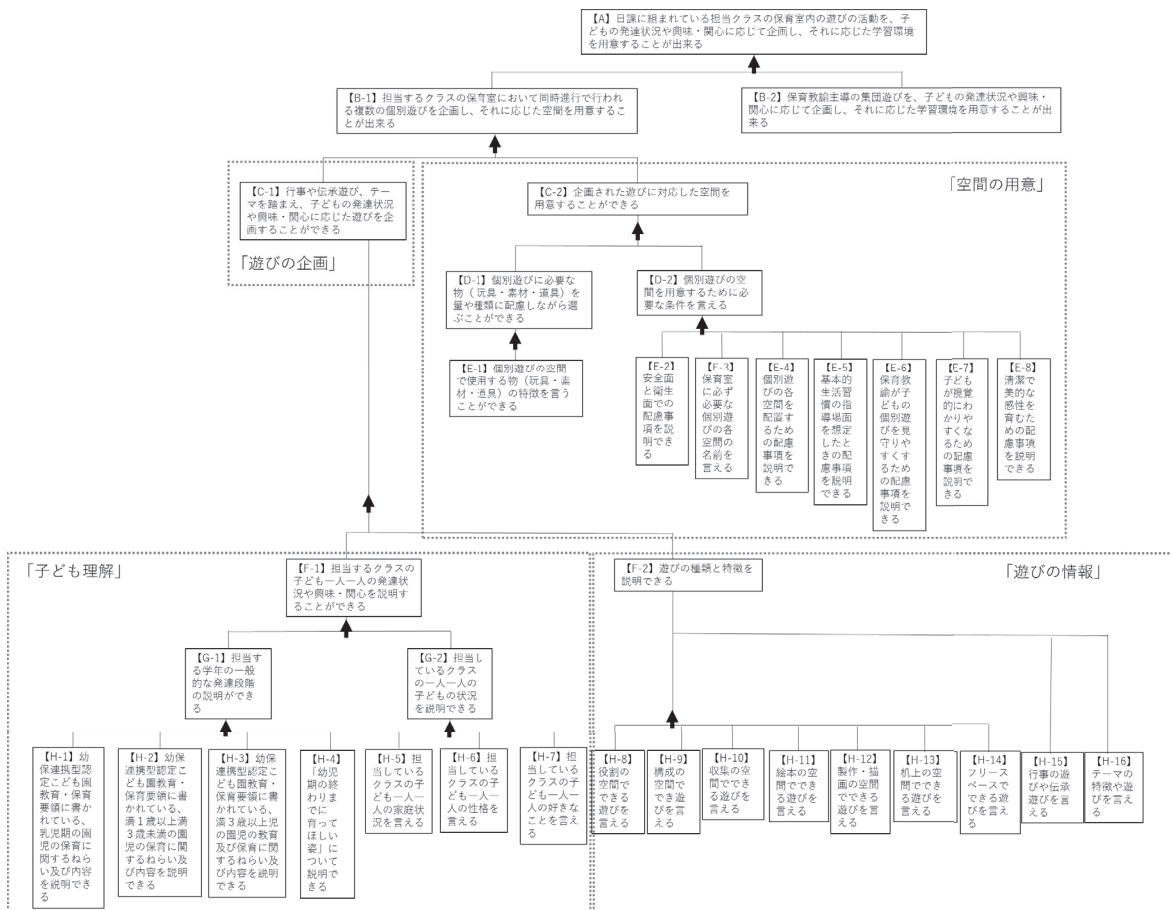 【A】日課に組まれている担当クラスの保育室内の遊びの活動を、子
どもの発達状況や興味・関心に応じて企画し、それに応じた学習環境
を用意することが出来る
【B-1】担当するクラスの保育室において同時進行で行われ
る複数の個別遊びを企画し、それに応じた空間を用意するこ
とが出来る
【B-2】保育教諭主導の集団遊びを、子どもの発達状況や興味・
関心に応じて企画し、それに応じた学習環境を用意することが出
来る
【C-1】行事や伝承遊び、テー
マを踏まえ、子どもの発達状況
や興味・関心に応じた遊びを企
画することができる
「遊びの企画」
【C-2】企画された遊びに対応した空間を
用意することができる
「空間の用意」
【D-1】個別遊びに必要な
物（玩具・素材・道具）を
量や種類に配慮しながら選
ぶことができる
【D-2】個別遊びの空
間を用意するために必
要な条件を言える
【E-1】個別遊びの空間
で使用する物（玩具・素
材・道具）の特徴を言う
ことができる
【E-2】
安全面
と衛生
面での
配慮事
項を説
明でき
る
【E-3】
保育室
に必ず
必要な
個別遊
びの各
空間の
名前を
言える
【E-4】
個別遊
びの各
空間を
配置す
るため
の配慮
事項を
説明で
きる
【E-5】
基本的
生活習
慣の指
導場面
を想定
したと
きの配
慮事項
を説明
できる
【E-6】
保育教
諭が子
どもの
個別遊
びを見
守りや
すくす
るため
の配慮
事項を
説明で
きる
【E-7】
子ども
が視覚
的にわ
かりや
すくな
るため
の配慮
事項を
説明で
きる
【E-8】
清潔で
美的な
感性を
育むた
めの配
慮事項
を説明
できる
「子ども理解」
【F-1】担当するクラスの
子ども一人一人の発達状
況や興味・関心を説明す
ることができる
【F-2】遊びの種類と特徴を
説明できる
「遊びの情報」
【G-1】担当す
る学年の一般
的な発達段階
の説明ができ
る
【G-2】担当し
ているクラス
の一人一人の
子どもの状況
を説明できる
【H-1】幼
保連携型認
定こども園
教育・保育
要領に書か
れている、
乳児期の園
児の保育に
関するねら
い及び内容
を説明でき
る
【H-2】幼保
連携型認定こ
ども園教育・
保育要領に書
かれている、
満１歳以上満
３歳未満の園
児の保育に関
するねらい及
び内容を説明
できる
【H-3】幼保
連携型認定こ
ども園教育・
保育要領に書
かれている、
満３歳以上児
の園児の教育
及び保育に関
するねらい及
び内容を説明
できる
【H-4】
「幼児
期の終
わりま
でに
育って
ほしい
姿」に
ついて
説明で
きる
【H-5】担
当している
クラスの子
ども一人一
人の家庭状
況を言える
【H-6】担
当している
クラスの子
ども一人一
人の性格を
言える
【H-7】担
当している
クラスの子
ども一人一
人の好きな
ことを言え
る
【H-8】
役割の空
間ででき
る遊びを
言える
【H-9】
構成の空
間ででき
遊びを
言える
【H-10】
収集の空
間ででき
る遊びを
言える
【H-11】
絵本の空
間ででき
る遊びを
言える
【H-12】
製作・描
画の空間
でできる
遊びを言
える
【H-13】
机上の空
間ででき
る遊びを
言える
【H-14】
フリース
ペースで
できる遊
びを言え
る
【H-15】
行事の遊
びや伝承
遊びを言
える
【H-16】
テーマの
特徴や遊
びを言え
る